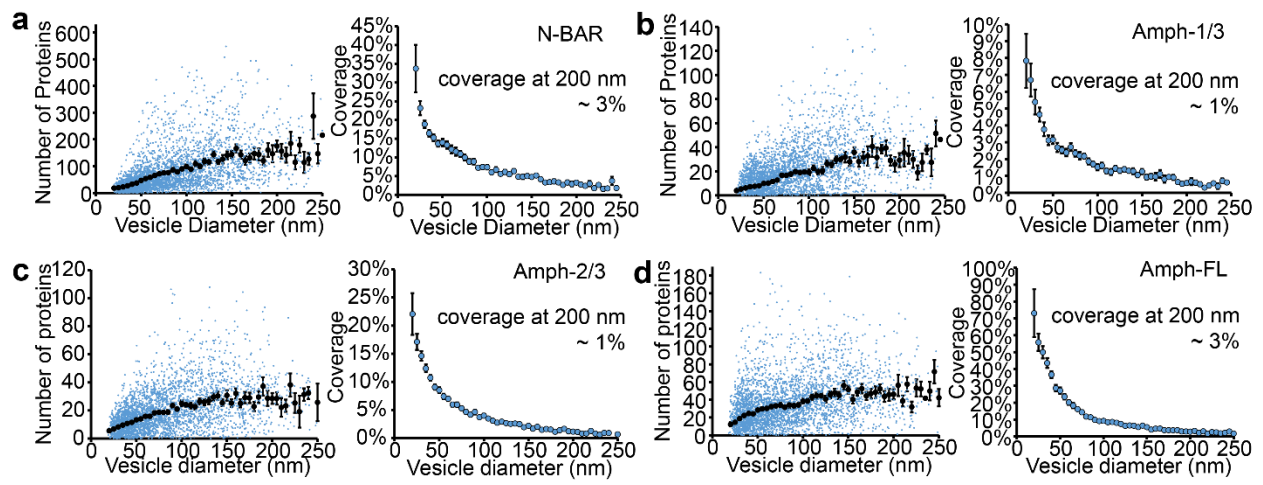 a
Number of Proteins
600
500
400
300
200
100
0
0 50 100 150 200 250
Vesicle Diameter (nm)
N-BAR
coverage at 200 nm
~ 3%
Coverage
45%
40%
35%
30%
25%
20%
15%
10%
5%
0%
0 50 100 150 200 250
Vesicle Diameter (nm)
b
Number of Proteins
140
120
100
80
60
40
20
0
0 50 100 150 200 250
Vesicle Diameter (nm)
Amph-1/3
coverage at 200 nm
~ 1%
Coverage
10%
9%
8%
7%
6%
5%
4%
3%
2%
1%
0%
0 50 100 150 200 250
Vesicle Diameter (nm)
c
Number of proteins
120
100
80
60
40
20
0
0 50 100 150 200 250
Vesicle diameter (nm)
Amph-2/3
coverage at 200 nm
~ 1%
Coverage
30%
25%
20%
15%
10%
5%
0%
0 50 100 150 200 250
Vesicle diameter (nm)
d
Number of proteins
180
160
140
120
100
80
60
40
20
0
0 50 100 150 200 250
Vesicle diameter (nm)
Amph-FL
coverage at 200 nm
~ 3%
Coverage
100%
90%
80%
70%
60%
50%
40%
30%
20%
10%
0%
0 50 100 150 200 250
Vesicle diameter (nm)